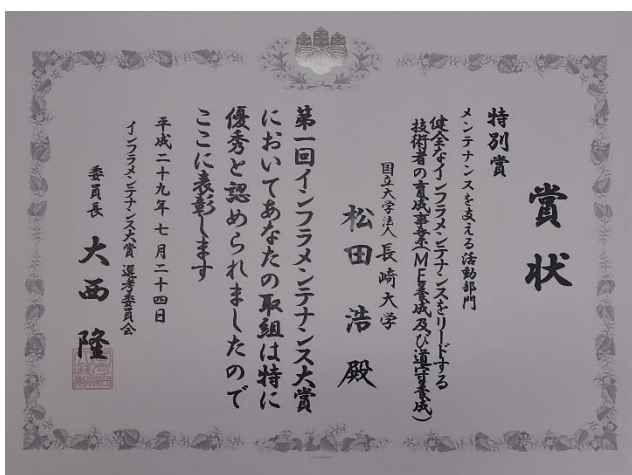 賞状
特別賞
メンテナンスを支える活動部門
健全なインフラメンテナンスをリードする
技術者の育成事業(ME養成及び道守養成)
国立大学法人 長崎大学
松田 浩 殿
第一回インフラメンテナンス大賞
においてあなたの取組は特に
優秀と認められましたので
ここに表彰します
平成二十九年七月二十四日
インフラメンテナンス大賞 選考委員会
委員長 大西 隆